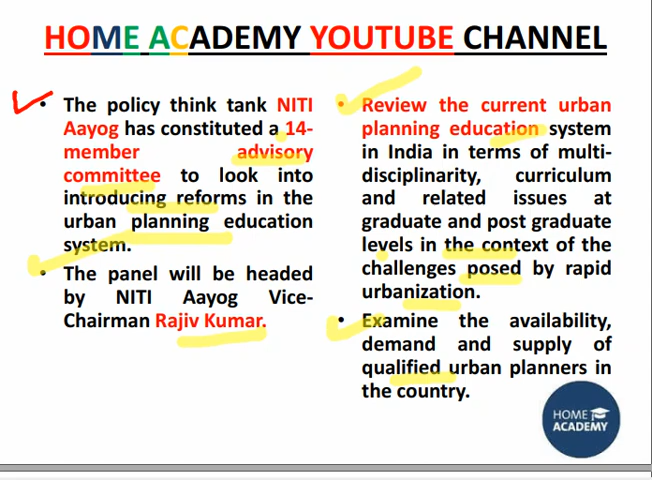 HOME ACADEMY YOUTUBE CHANNEL
• The policy think tank NITI
Aayog has constituted a 14-
member advisory
committee to look into
introducing reforms in the
urban planning education
system.
• The panel will be headed
by NITI Aayog Vice-
Chairman Rajiv Kumar.
• Review the current urban
planning education system
in India in terms of multi-
disciplinarity, curriculum
and related issues at
graduate and post graduate
levels in the context of the
challenges posed by rapid
urbanization.
• Examine the availability,
demand and supply of
qualified urban planners in
the country.
HOME
ACADEMY